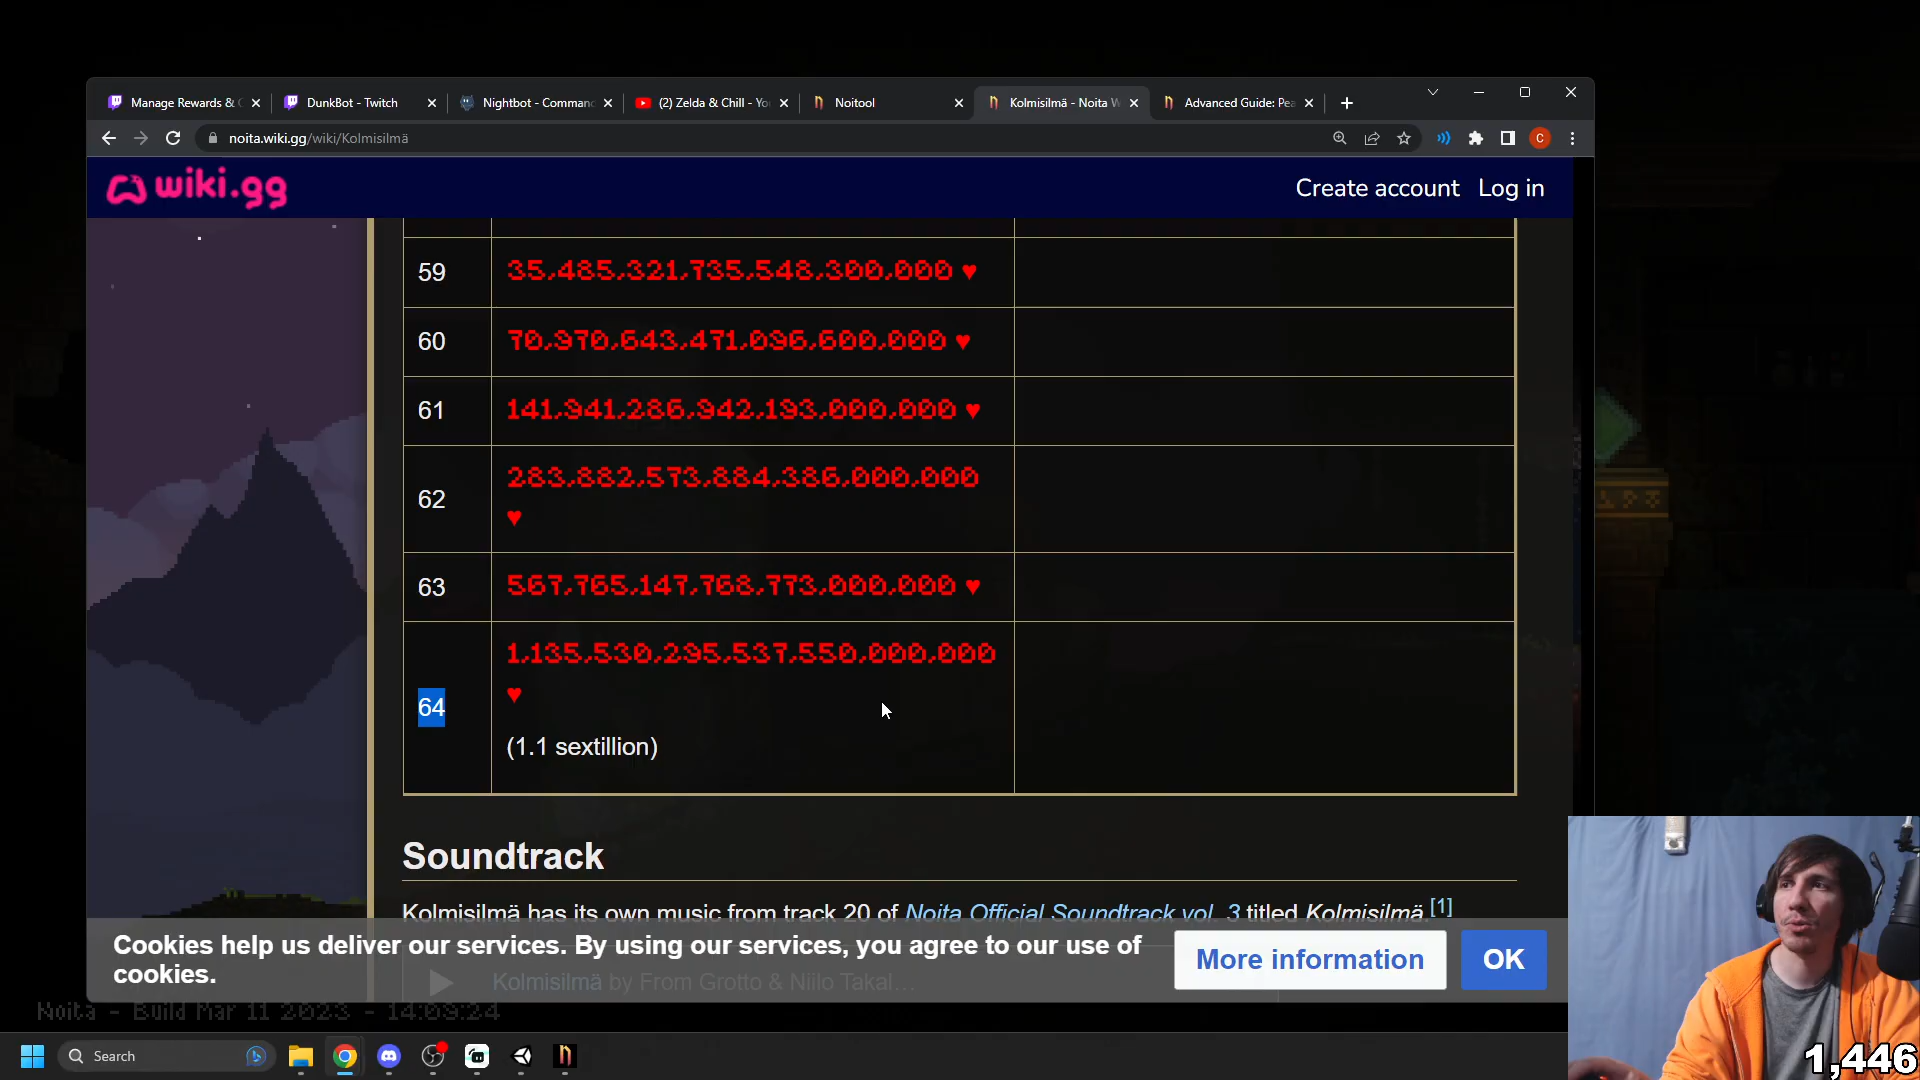 Manage Rewards & C
DunkBot - Twitch
Nightbot - Comman
(2) Zelda & Chill - Yo
Noitool
Kolmisilmä - Noita W
Advanced Guide: Pea
noita.wiki.gg/wiki/Kolmisilmä
C
wiki.gg
Create account
Log in
59
35,485,321,735,548,300,000 ♥
60
70,970,643,471,096,600,000 ♥
61
141,941,286,942,193,000,000 ♥
62
283,882,573,884,386,000,000
♥
63
567,765,147,768,773,000,000 ♥
64
1,135,530,295,537,550,000,000
♥
(1.1 sextillion)
Soundtrack
Kolmisilmä has its own music from track 20 of Noita Official Soundtrack vol. 3 titled Kolmisilmä.[1]
Kolmisilmä by From Grotto & Niilo Takal...
Cookies help us deliver our services. By using our services, you agree to our use of
cookies.
More information
OK
Noita - Build Mar 11 2023 - 14:09:24
Search
193
1,446